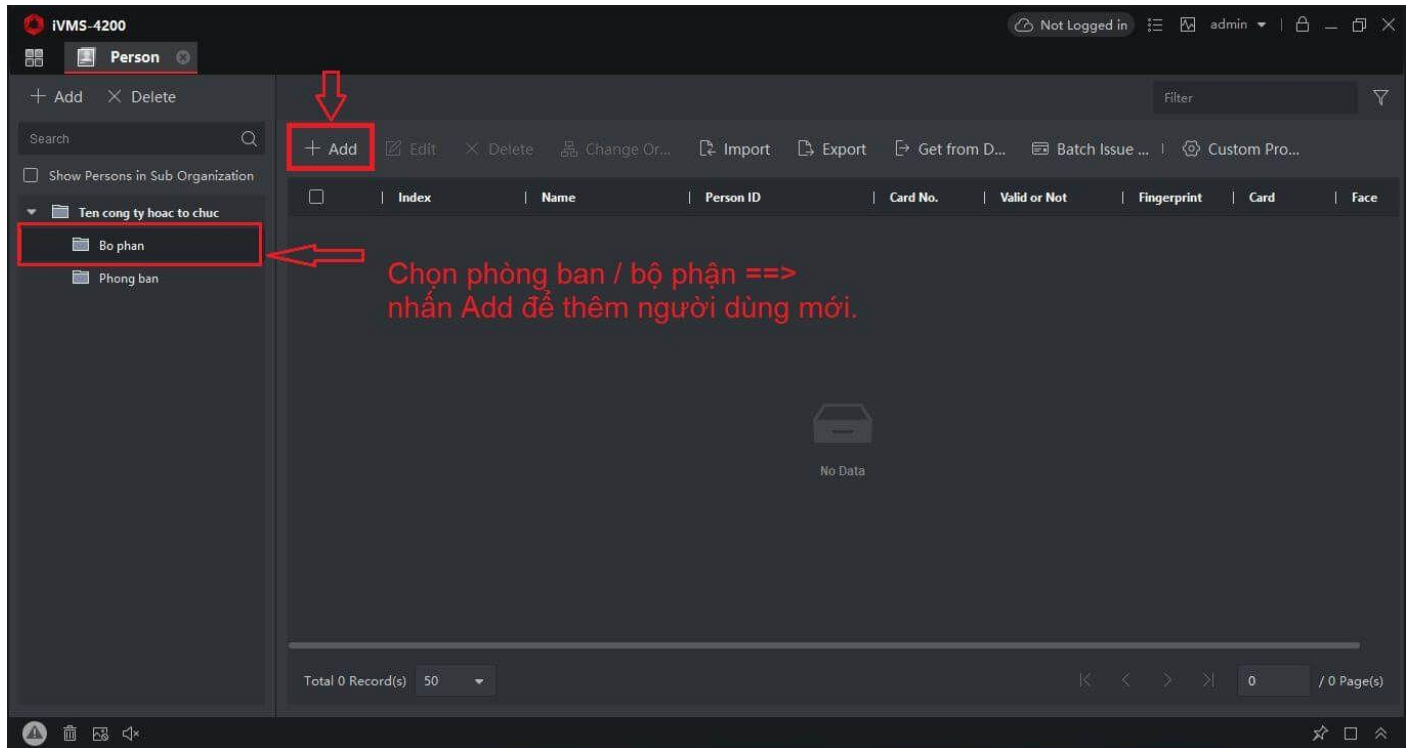 iVMS-4200
Not Logged in
admin
Person
Add Delete
Filter
Search
Add Edit Delete Change Or... Import Export Get from D... Batch Issue ... Custom Pro...
Show Persons in Sub Organization
Index Name Person ID Card No. Valid or Not Fingerprint Card Face
Ten cong ty hoac to chuc
Bo phan
Phong ban
Chọn phòng ban / bộ phận ==>
nhấn Add để thêm người dùng mới.
No Data
Total 0 Record(s) 50
0 / 0 Page(s)